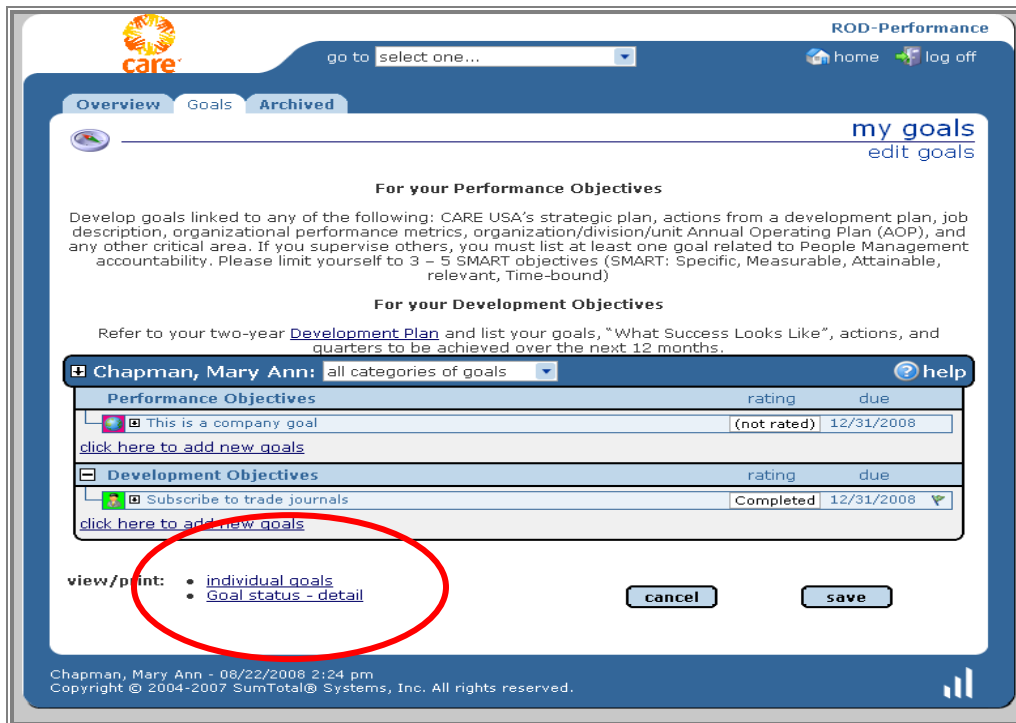 ROD-Performance
care
go to select one...
home log off
Overview Goals Archived
my goals
edit goals
For your Performance Objectives
Develop goals linked to any of the following: CARE USA's strategic plan, actions from a development plan, job
description, organizational performance metrics, organization/division/unit Annual Operating Plan (AOP), and
any other critical area. If you supervise others, you must list at least one goal related to People Management
accountability. Please limit yourself to 3 – 5 SMART objectives (SMART: Specific, Measurable, Attainable,
relevant, Time-bound)
For your Development Objectives
Refer to your two-year Development Plan and list your goals, "What Success Looks Like", actions, and
quarters to be achieved over the next 12 months.
Chapman, Mary Ann: all categories of goals help
Performance Objectives rating due
This is a company goal (not rated) 12/31/2008
click here to add new goals
Development Objectives rating due
Subscribe to trade journals Completed 12/31/2008
click here to add new goals
view/print: • individual goals
• Goal status - detail
cancel save
Chapman, Mary Ann - 08/22/2008 2:24 pm
Copyright © 2004-2007 SumTotal® Systems, Inc. All rights reserved.